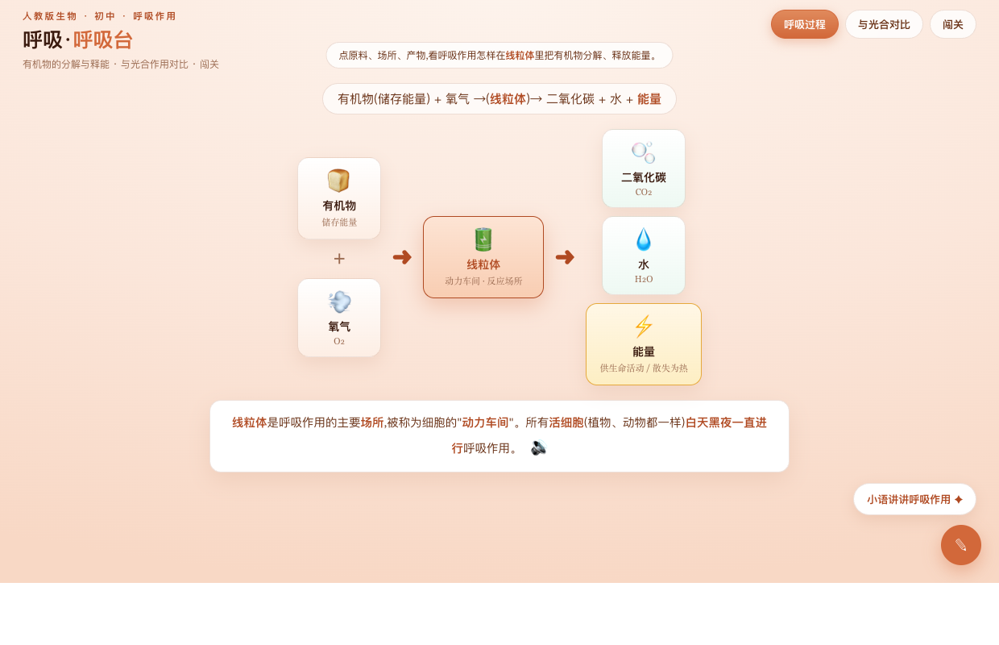 人教版生物 · 初中 · 呼吸作用
呼吸·呼吸台
有机物的分解与释能 · 与光合作用对比 · 闯关
呼吸过程
与光合对比
闯关
点原料、场所、产物,看呼吸作用怎样在线粒体里把有机物分解、释放能量。
有机物(储存能量) + 氧气 →(线粒体)→ 二氧化碳 + 水 + 能量
有机物
储存能量
+
氧气
O₂
➜
线粒体
动力车间 · 反应场所
➜
二氧化碳
CO₂
水
H₂O
能量
供生命活动 / 散失为热
线粒体是呼吸作用的主要场所,被称为细胞的"动力车间"。所有活细胞(植物、动物都一样)白天黑夜一直进
行呼吸作用。
小语讲讲呼吸作用 ✦